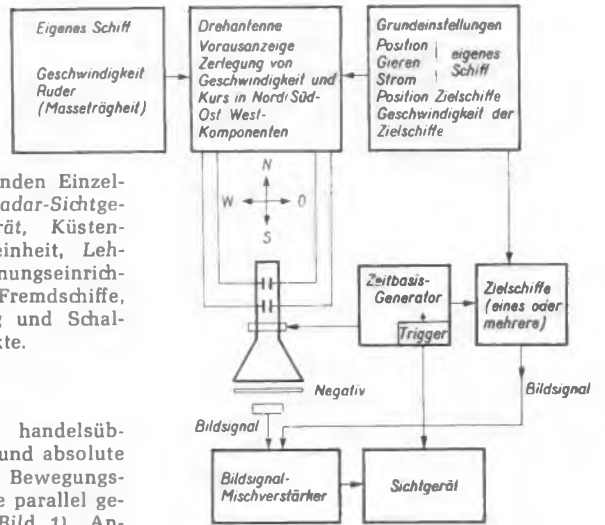 Eigenes Schiff
Geschwindigkeit
Ruder
(Masseträgheit)
Drehantenne
Vorausanzeige
Zerlegung von
Geschwindigkeit und
Kurs in Nord/Süd-
Ost West-
Komponenten
Grundeinstellungen
Position
Gieren
Strom
eigenes
Schiff
Position Zielschiffe
Geschwindigkeit der
Zielschiffe
nden Einzel-
adar-Sichtge-
rät, Küsten-
einheit, Leh-
nungseinrich-
Fremdschiffe,
g und Schal-
kte.
N
W
O
S
Zeitbasis-
Generator
Trigger
Zielschiffe
(eines oder
mehrere)
Negativ
Bildsignal
Bildsignal
handelsüb-
und absolute
Bewegungs-
e parallel ge-
Bild 1). An-
Bildsignal-
Mischverstärker
Sichtgerät